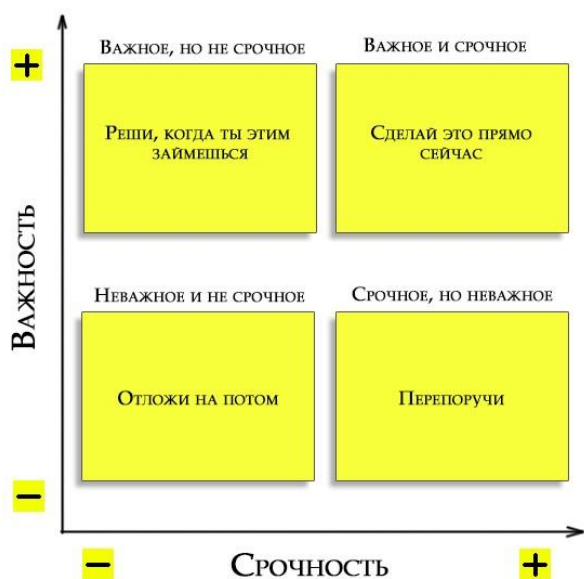 Важное, но не срочное
Важное и срочное
+
Реши, когда ты этим
займешься
Сделай это прямо
сейчас
Важность
Неважное и не срочное
Срочное, но неважное
Отложи на потом
Перепоручи
−
−
Срочность
+